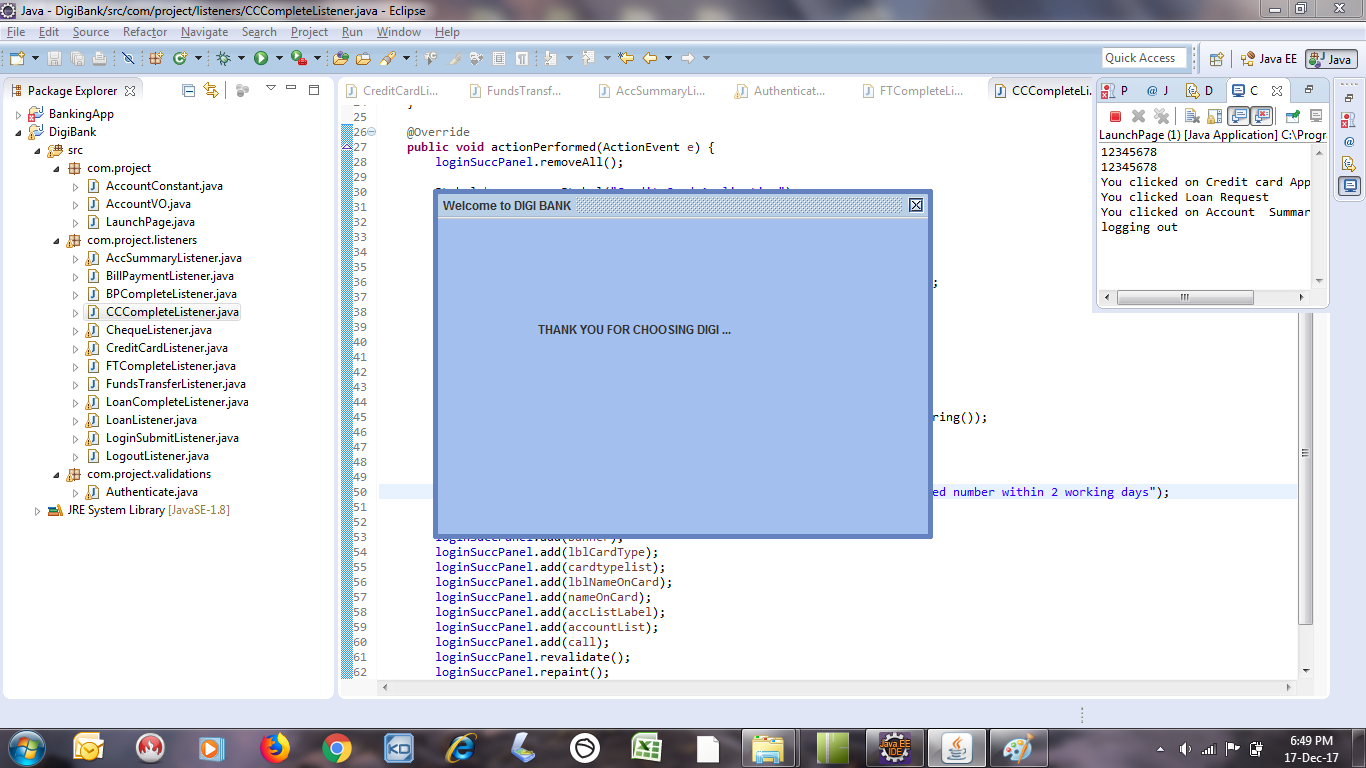 Java - DigiBank/src/com/project/listeners/CCCompleteListener.java - Eclipse
File Edit Source Refactor Navigate Search Project Run Window Help
Quick Access Java EE Java
Package Explorer
BankingApp
DigiBank
src
com.project
AccountConstant.java
AccountVO.java
LaunchPage.java
com.project.listeners
AccSummaryListener.java
BillPaymentListener.java
BPCompleteListener.java
CCCompleteListener.java
ChequeListener.java
CreditCardListener.java
FTCompleteListener.java
FundsTransferListener.java
LoanCompleteListener.java
LoanListener.java
LoginSubmitListener.java
LogoutListener.java
com.project.validations
Authenticate.java
JRE System Library [JavaSE-1.8]
CreditCardLi... FundsTransf... AccSummaryLi... Authenticat... FTCompleteLi... CCCompleteLi.
25
26 @Override
27 public void actionPerformed(ActionEvent e) {
28 loginSuccPanel.removeAll();
29
30
31
32
33
34
35
36 ;
37
38
39
40
41
42
43
44
45 ring());
46
47
48
49
50 ed number within 2 working days");
51
52
53 loginSuccPanel.add(banner);
54 loginSuccPanel.add(lblCardType);
55 loginSuccPanel.add(cardtypelist);
56 loginSuccPanel.add(lblNameOnCard);
57 loginSuccPanel.add(nameOnCard);
58 loginSuccPanel.add(accListLabel);
59 loginSuccPanel.add(accountList);
60 loginSuccPanel.add(call);
61 loginSuccPanel.revalidate();
62 loginSuccPanel.repaint();
Welcome to DIGI BANK
THANK YOU FOR CHOOSING DIGI ...
P @ J D C
LaunchPage (1) [Java Application] C:\Progr
12345678
12345678
You clicked on Credit card App
You clicked Loan Request
You clicked on Account Summar
logging out
KD
Java EE IDE
6:49 PM
17-Dec-17